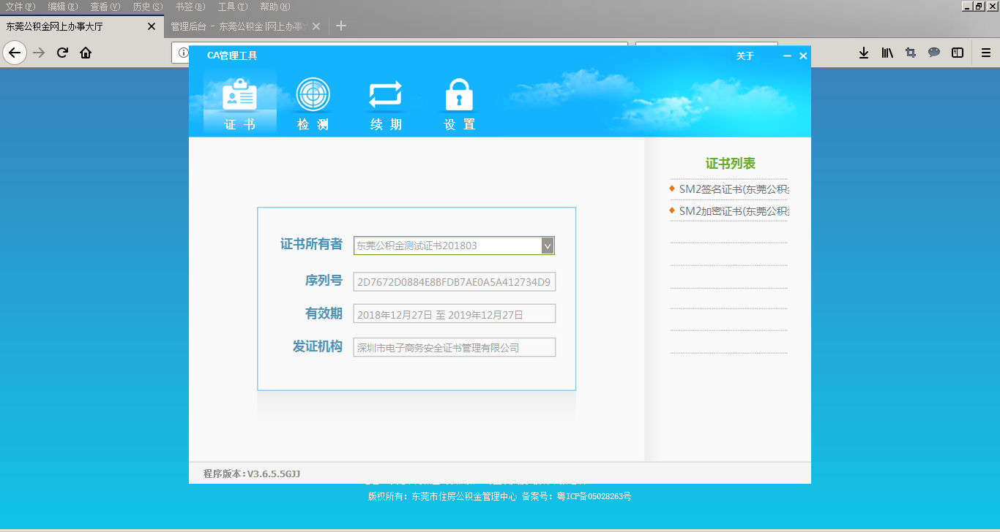 文件(F) 编辑(E) 查看(V) 历史(S) 书签(B) 工具(T) 帮助(H)
东莞公积金网上办事大厅
管理后台 - 东莞公积金|网上办事
CA管理工具
关于
证书 检测 续期 设置
证书列表
SM2签名证书(东莞公积
SM2加密证书(东莞公积
证书所有者 东莞公积金测试证书201803
序列号 2D7672D0884E8BFDB7AE0A5A412734D9
有效期 2018年12月27日 至 2019年12月27日
发证机构 深圳市电子商务安全证书管理有限公司
程序版本:V3.6.5.5GJJ
版权所有：东莞市住房公积金管理中心 备案号：粤ICP备05028263号